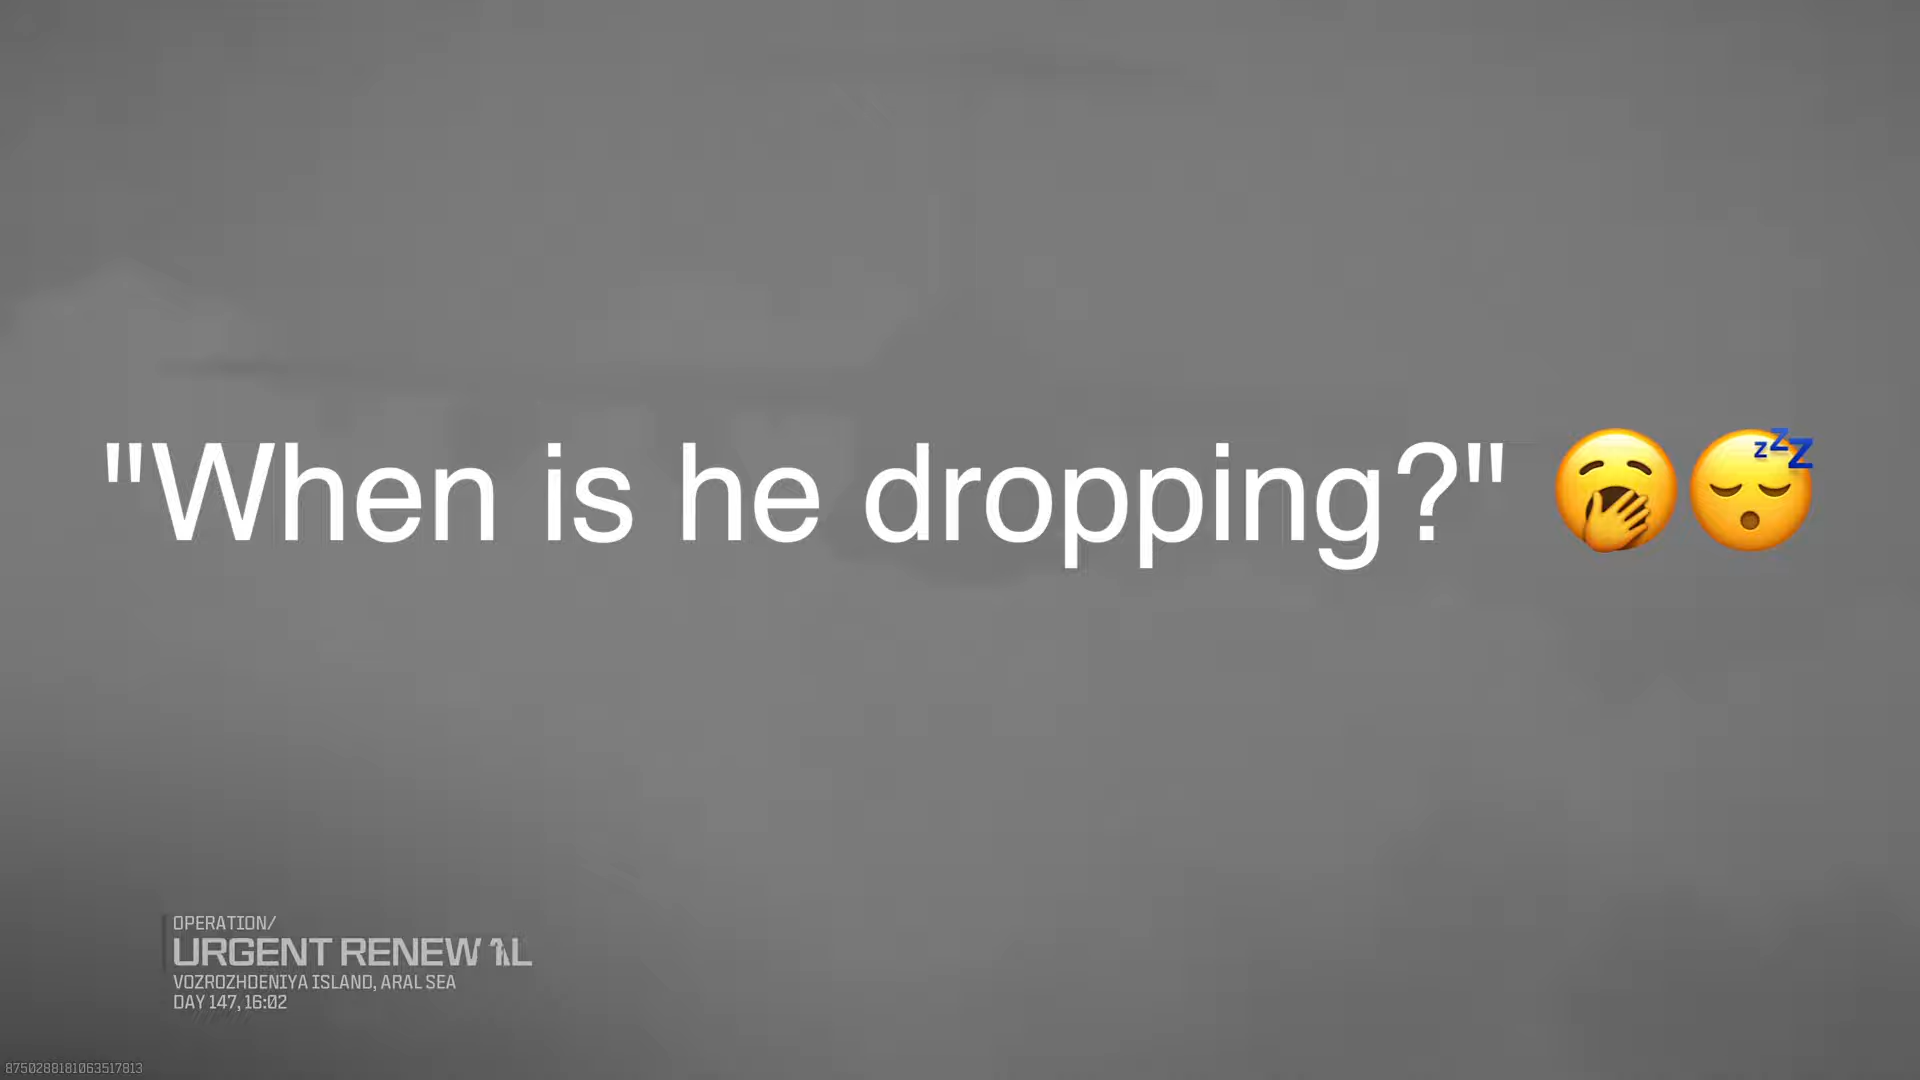 "When is he dropping?" 🥱😴
OPERATION/
URGENT RENEWAL
VOZROZHDENIYA ISLAND, ARAL SEA
DAY 147, 16:02
8750288181063517813